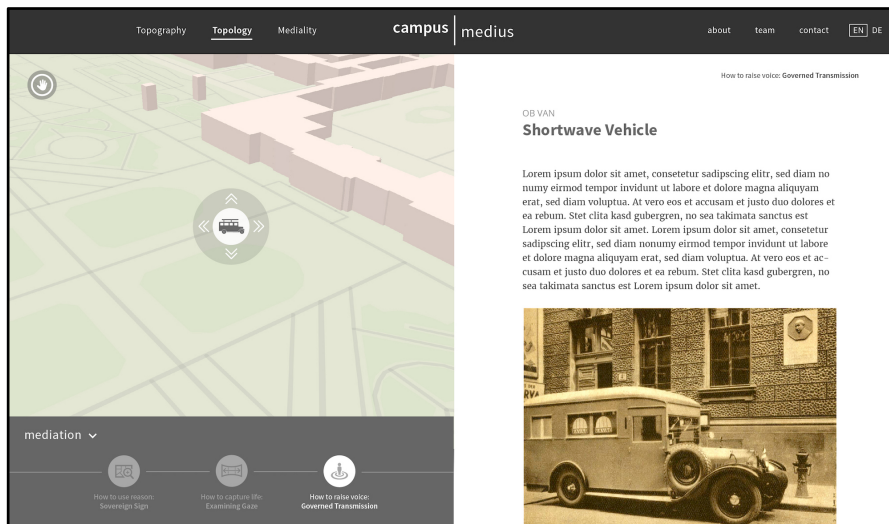 Topography Topology Mediality
campus medius
about team contact EN DE
How to raise voice: Governed Transmission
OB VAN
Shortwave Vehicle
Lorem ipsum dolor sit amet, consetetur sadipscing elitr, sed diam no
numy eirmod tempor invidunt ut labore et dolore magna aliquyam
erat, sed diam voluptua. At vero eos et accusam et justo duo dolores et
ea rebum. Stet clita kasd gubergren, no sea takimata sanctus est
Lorem ipsum dolor sit amet. Lorem ipsum dolor sit amet, consetetur
sadipscing elitr, sed diam nonumy eirmod tempor invidunt ut labore
et dolore magna aliquyam erat, sed diam voluptua. At vero eos et ac-
cusam et justo duo dolores et ea rebum. Stet clita kasd gubergren, no
sea takimata sanctus est Lorem ipsum dolor sit amet.
mediation
How to use reason:
Sovereign Sign
How to capture life:
Examining Gaze
How to raise voice:
Governed Transmission